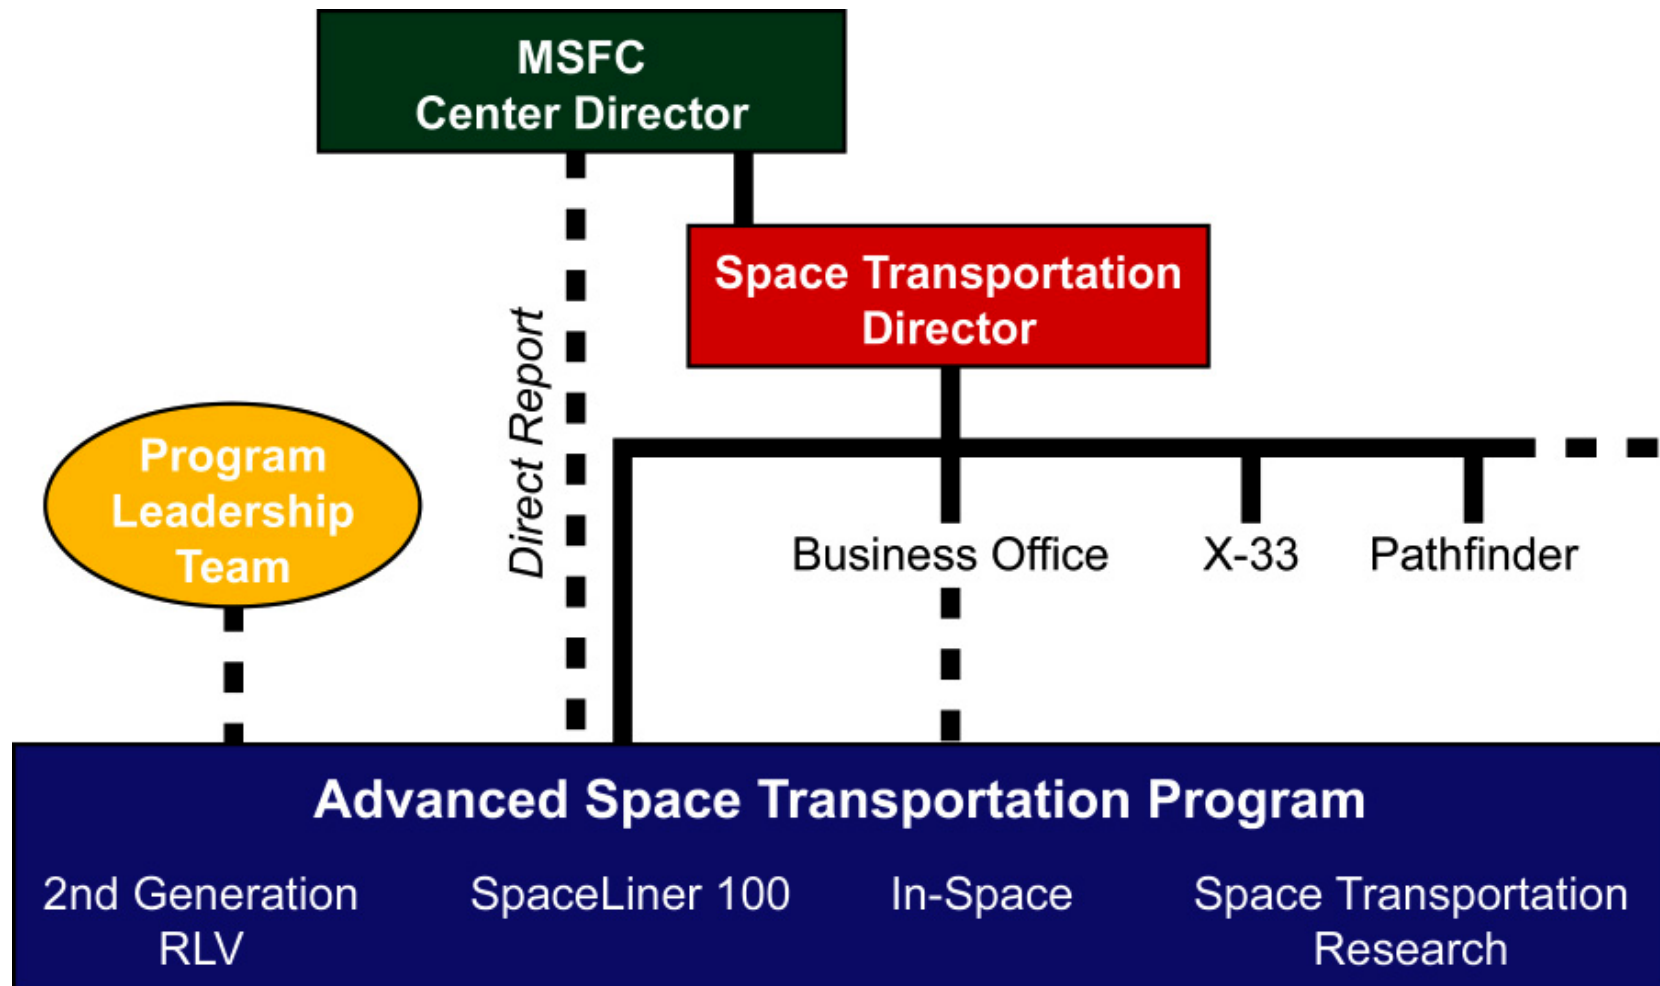 MSFC
Center Director
Space Transportation
Director
Direct Report
Program
Leadership
Team
Business Office
X-33
Pathfinder
Advanced Space Transportation Program
2nd Generation
RLV
SpaceLiner 100
In-Space
Space Transportation
Research